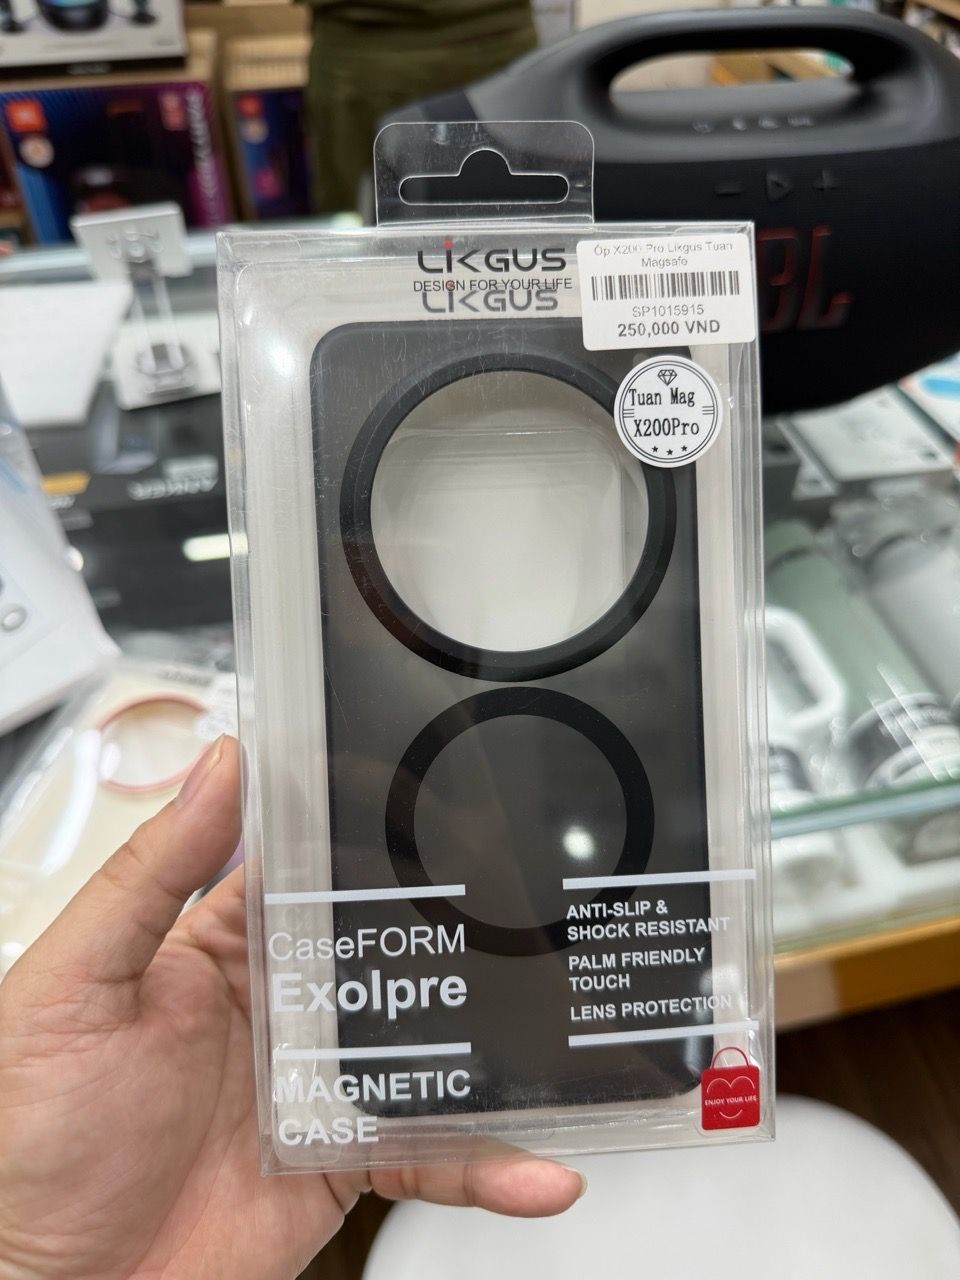 LIKGUS
DESIGN FOR YOUR LIFE
LIKGUS
Ốp X200 Pro Likgus Tuan
Magsafe
SP1015915
250,000 VND
Tuan Mag
X200Pro
JBL
ANKER
CaseFORM
Exolpre
MAGNETIC
CASE
ANTI-SLIP &
SHOCK RESISTANT
PALM FRIENDLY
TOUCH
LENS PROTECTION
ENJOY YOUR LIFE